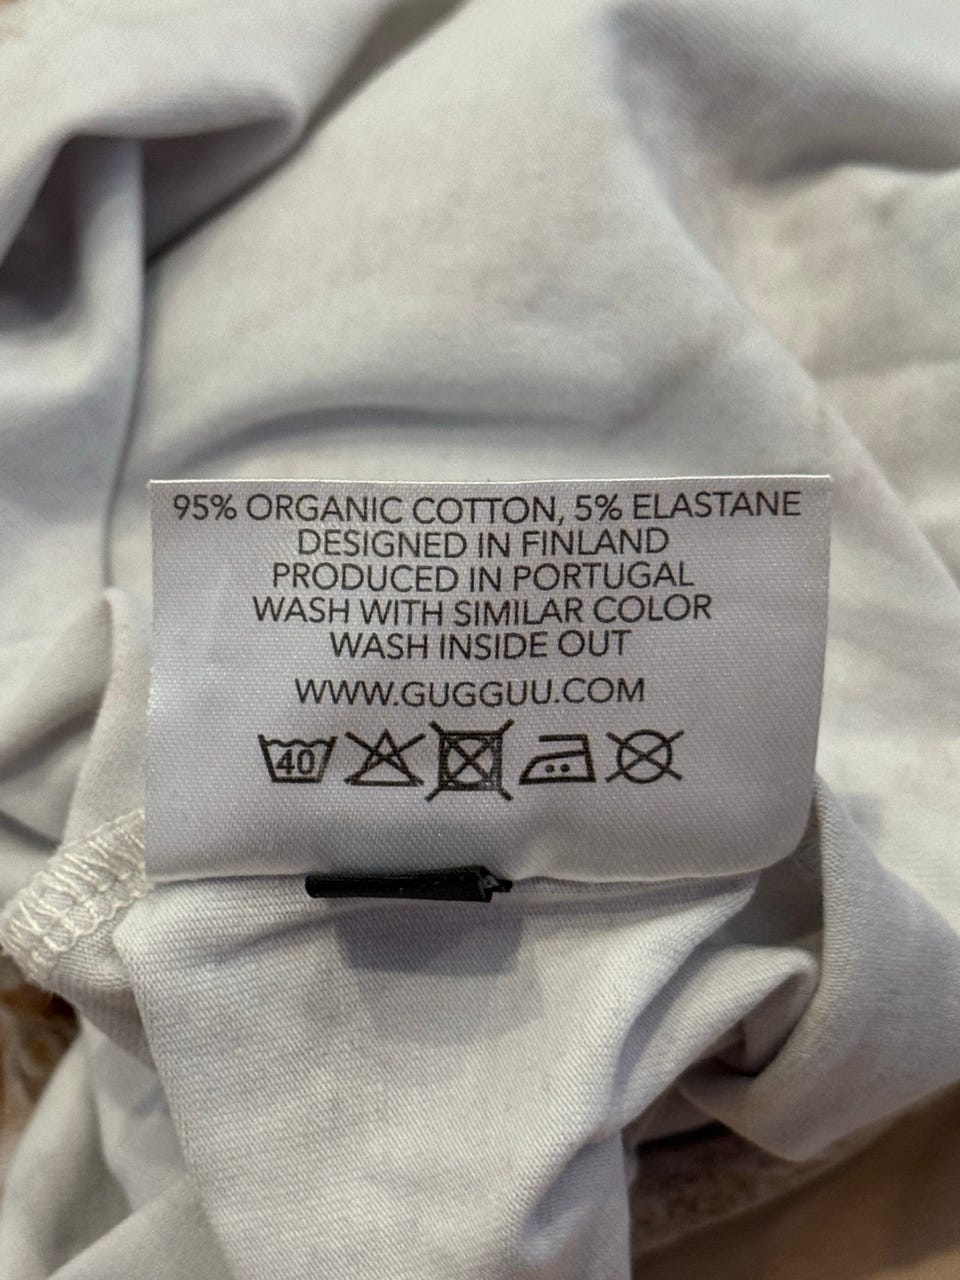 95% ORGANIC COTTON, 5% ELASTANE
DESIGNED IN FINLAND
PRODUCED IN PORTUGAL
WASH WITH SIMILAR COLOR
WASH INSIDE OUT
WWW.GUGGUU.COM
40